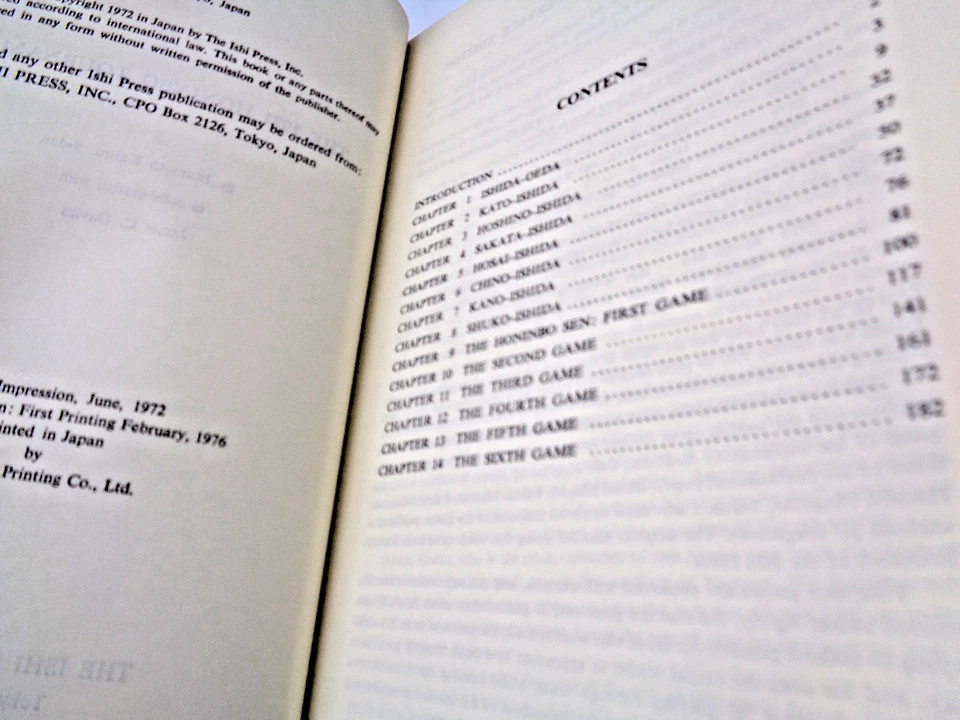 Tokyo, Japan
copyright 1972 in Japan by The Ishi Press, Inc.
according to international law. This book or any parts thereof may
in any form without written permission of the publisher.
any other Ishi Press publication may be ordered from:
PRESS, INC., CPO Box 2126, Tokyo, Japan
Impression, June, 1972
First Printing February, 1976
Printed in Japan
by
Printing Co., Ltd.
CONTENTS
INTRODUCTION 2
CHAPTER 1 ISHIDA-OEDA 3
CHAPTER 2 KATO-ISHIDA 9
CHAPTER 3 HOSHINO-ISHIDA 32
CHAPTER 4 SAKATA-ISHIDA 37
CHAPTER 5 HOSAI-ISHIDA 50
CHAPTER 6 CHINO-ISHIDA 72
CHAPTER 7 KANO-ISHIDA 76
CHAPTER 8 SHUKO-ISHIDA 81
CHAPTER 9 THE HONINBO SEN: FIRST GAME 100
CHAPTER 10 THE SECOND GAME 117
CHAPTER 11 THE THIRD GAME 141
CHAPTER 12 THE FOURTH GAME 161
CHAPTER 13 THE FIFTH GAME 172
CHAPTER 14 THE SIXTH GAME 182